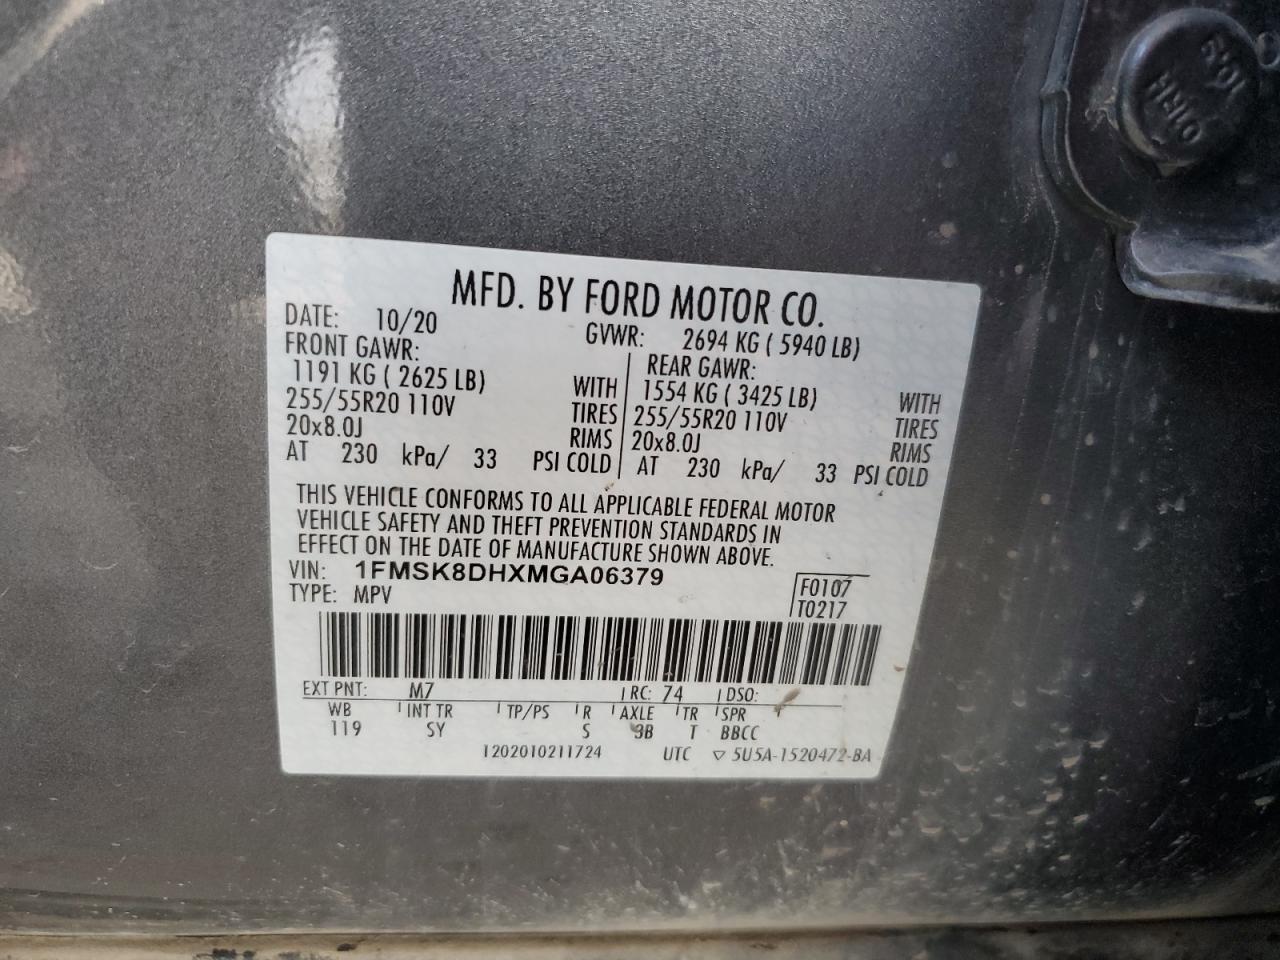 MFD. BY FORD MOTOR CO.
DATE: 10/20 GVWR: 2694 KG ( 5940 LB)
FRONT GAWR: REAR GAWR:
1191 KG ( 2625 LB) WITH 1554 KG ( 3425 LB) WITH
255/55R20 110V TIRES 255/55R20 110V TIRES
20x8.0J RIMS 20x8.0J RIMS
AT 230 kPa/ 33 PSI COLD AT 230 kPa/ 33 PSI COLD
THIS VEHICLE CONFORMS TO ALL APPLICABLE FEDERAL MOTOR
VEHICLE SAFETY AND THEFT PREVENTION STANDARDS IN
EFFECT ON THE DATE OF MANUFACTURE SHOWN ABOVE.
VIN: 1FMSK8DHXMGA06379
TYPE: MPV
F0107
T0217
EXT PNT: M7 RC: 74 DSO:
WB INT TR TP/PS R AXLE TR SPR
119 SY S 3B T BBCC
1202010211724 UTC ▽ 5U5A-1520472-BA